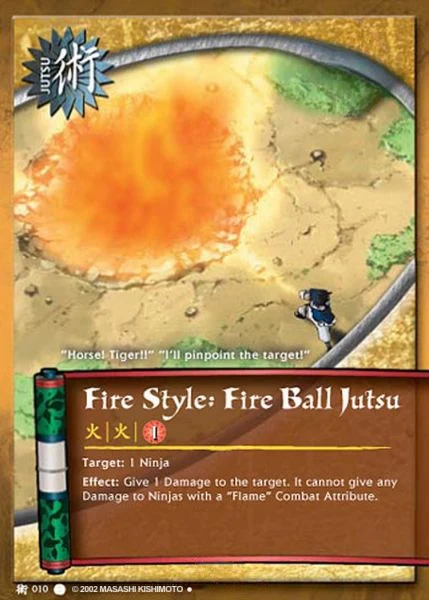 JUTSU 術
"Horse! Tiger!!" "I'll pinpoint the target!"
Fire Style: Fire Ball Jutsu
火|火| 1
Target: 1 Ninja
Effect: Give 1 Damage to the target. It cannot give any
Damage to Ninjas with a "Flame" Combat Attribute.
術 010 © 2002 MASASHI KISHIMOTO